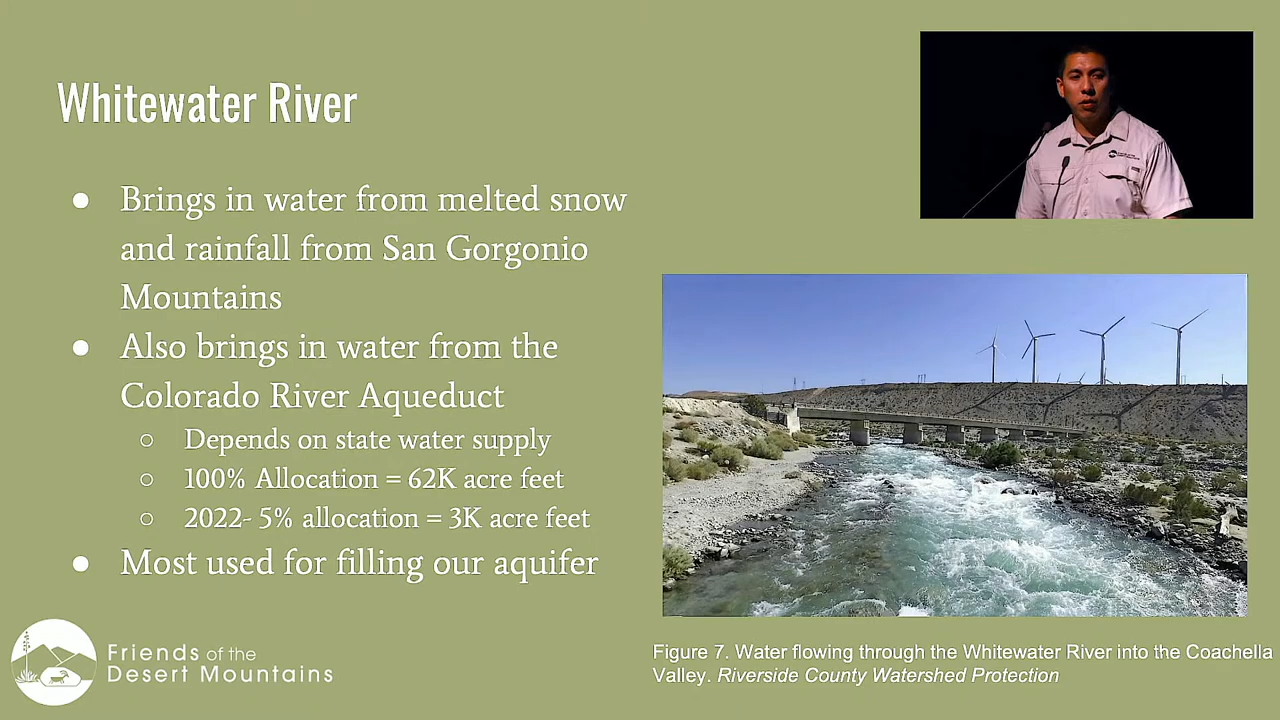 Whitewater River
● Brings in water from melted snow
and rainfall from San Gorgonio
Mountains
● Also brings in water from the
Colorado River Aqueduct
○ Depends on state water supply
○ 100% Allocation = 62K acre feet
○ 2022- 5% allocation = 3K acre feet
● Most used for filling our aquifer
Friends of the
Desert Mountains
Figure 7. Water flowing through the Whitewater River into the Coachella
Valley. Riverside County Watershed Protection